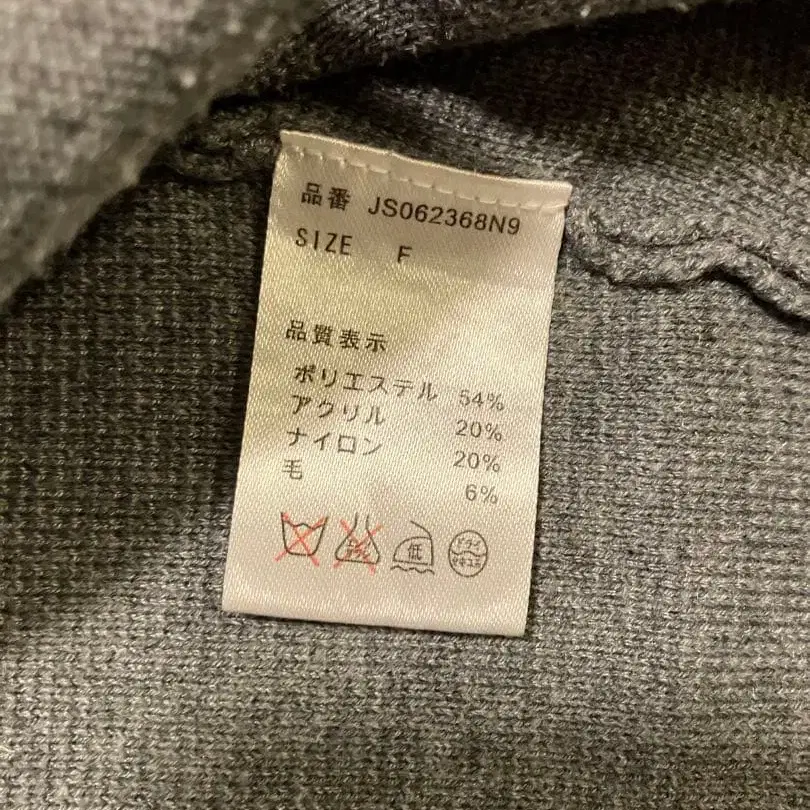 品番 JS062368N9
SIZE F
品質表示
ポリエステル 54%
アクリル 20%
ナイロン 20%
毛 6%
低